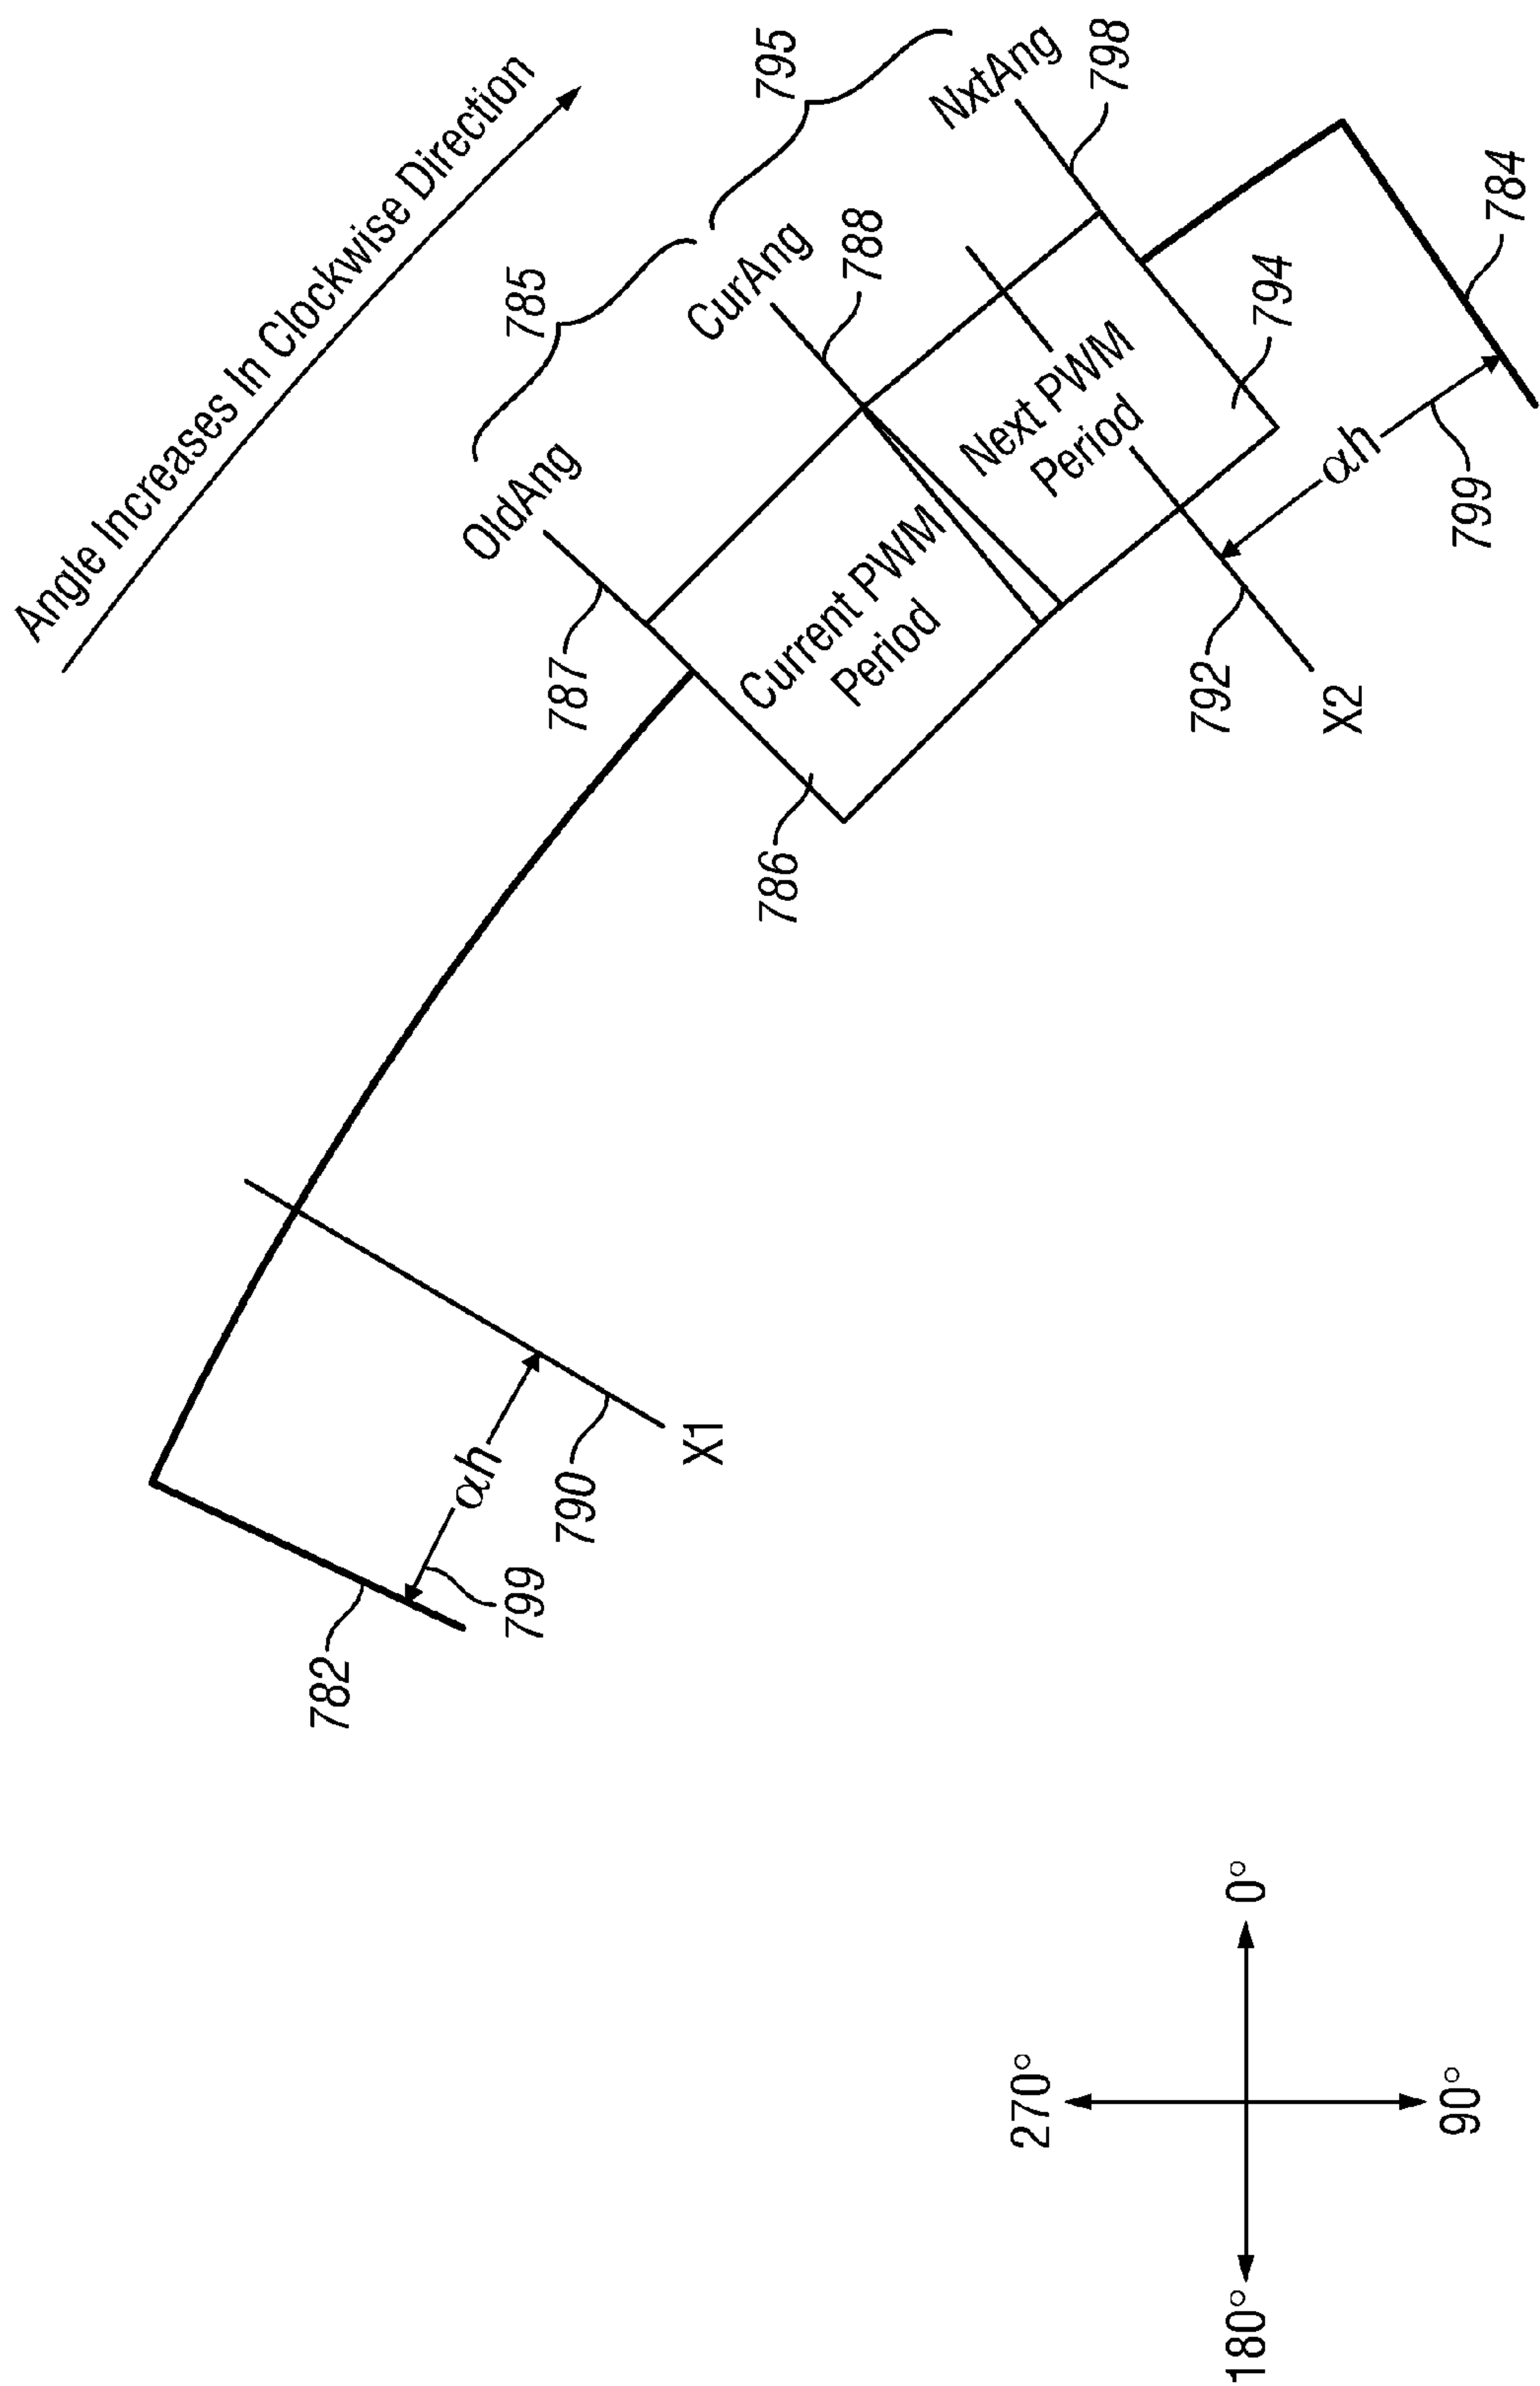 Angle Increases In Clockwise Direction
795
785
NxtAng
798
CurAng
788
OldAng
787
784
794
Next PWM
Period
Current PWM
Period
αh
799
792
X2
786
αh
790
X1
799
782
270°
0°
180°
90°